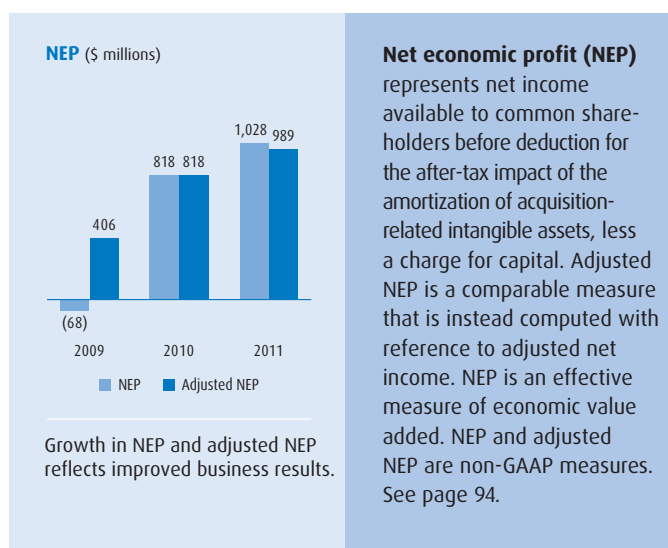 NEP ($ millions)
1,028
989
818 818
406
(68)
2009 2010 2011
NEP Adjusted NEP
Growth in NEP and adjusted NEP
reflects improved business results.
Net economic profit (NEP)
represents net income
available to common share-
holders before deduction for
the after-tax impact of the
amortization of acquisition-
related intangible assets, less
a charge for capital. Adjusted
NEP is a comparable measure
that is instead computed with
reference to adjusted net
income. NEP is an effective
measure of economic value
added. NEP and adjusted
NEP are non-GAAP measures.
See page 94.